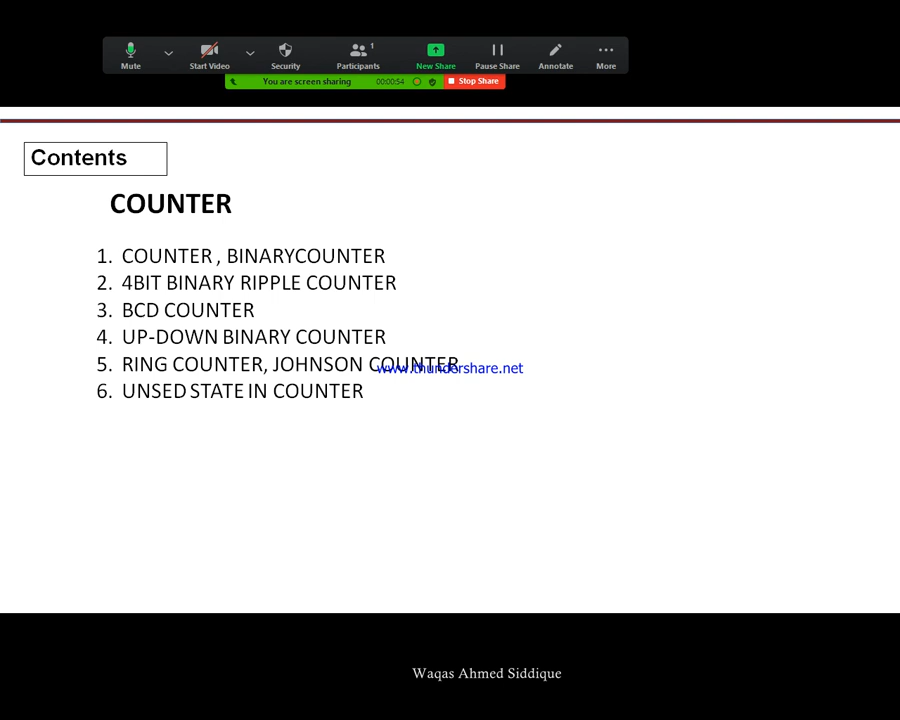 Mute
Start Video
Security
Participants 1
New Share
Pause Share
Annotate
More
You are screen sharing 00:00:54 Stop Share
Contents
COUNTER
1. COUNTER , BINARYCOUNTER
2. 4BIT BINARY RIPPLE COUNTER
3. BCD COUNTER
4. UP-DOWN BINARY COUNTER
5. RING COUNTER, JOHNSON COUNTER
www.thundershare.net
6. UNSED STATE IN COUNTER
Waqas Ahmed Siddique